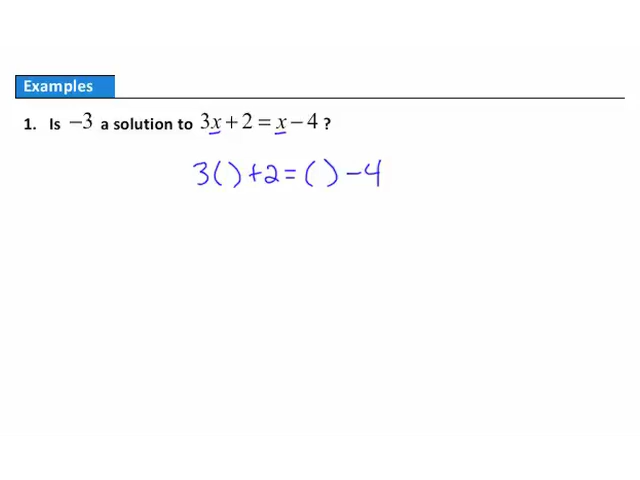 Examples
1. Is −3 a solution to 3x + 2 = x − 4 ?
3( ) + 2 = ( ) − 4